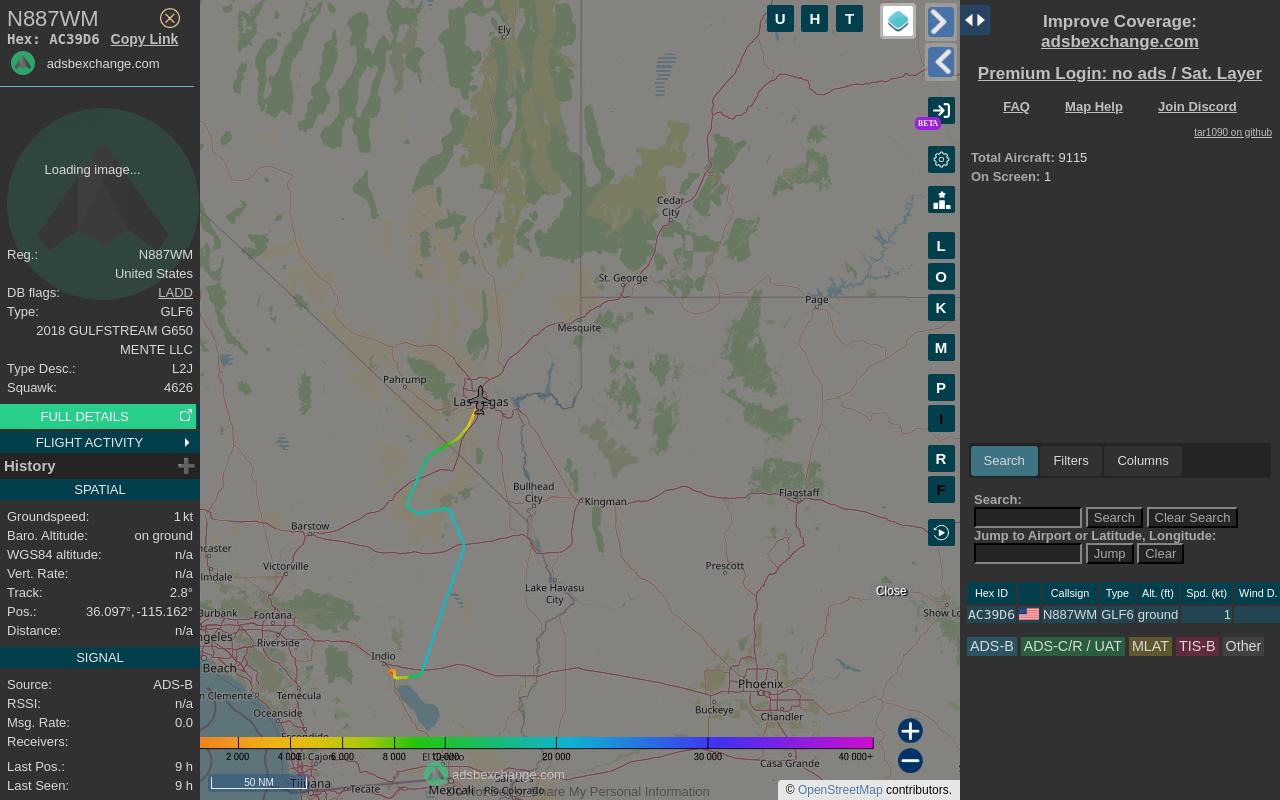 N887WM
Hex: AC39D6 Copy Link
adsbexchange.com
Loading image...
Reg.: N887WM
United States
DB flags: LADD
Type: GLF6
2018 GULFSTREAM G650
MENTE LLC
Type Desc.: L2J
Squawk: 4626
FULL DETAILS
FLIGHT ACTIVITY
History
SPATIAL
Groundspeed: 1 kt
Baro. Altitude: on ground
WGS84 altitude: n/a
Vert. Rate: n/a
Track: 2.8°
Pos.: 36.097°, -115.162°
Distance: n/a
SIGNAL
Source: ADS-B
RSSI: n/a
Msg. Rate: 0.0
Receivers:
Last Pos.: 9 h
Last Seen: 9 h
U H T
BETA
L
O
K
M
P
I
R
F
Ely
Cedar
City
St. George
Page
Mesquite
Pahrump
Las Vegas
Bullhead
City
Kingman
Flagstaff
Barstow
ncaster
Victorville
lmdale
Prescott
Lake Havasu
City
Close
Show Lo
Burbank
Fontana
ngeles
Riverside
Indio
Beach
n Clemente
Temecula
Phoenix
Buckeye
Chandler
Oceanside
Escondido
2 000 4 000 6 000 8 000 10 000 20 000 30 000 40 000+
El Cajon
El Centro
Casa Grande
adsbexchange.com
50 NM
Tijuana
Tecate
Mexicali
San Luis
Río Colorado
Share My Personal Information
© OpenStreetMap contributors.
Improve Coverage:
adsbexchange.com
Premium Login: no ads / Sat. Layer
FAQ Map Help Join Discord
tar1090 on github
Total Aircraft: 9115
On Screen: 1
Search Filters Columns
Search:
Search Clear Search
Jump to Airport or Latitude, Longitude:
Jump Clear
Hex ID Callsign Type Alt. (ft) Spd. (kt) Wind D.
AC39D6 N887WM GLF6 ground 1
ADS-B ADS-C/R / UAT MLAT TIS-B Other